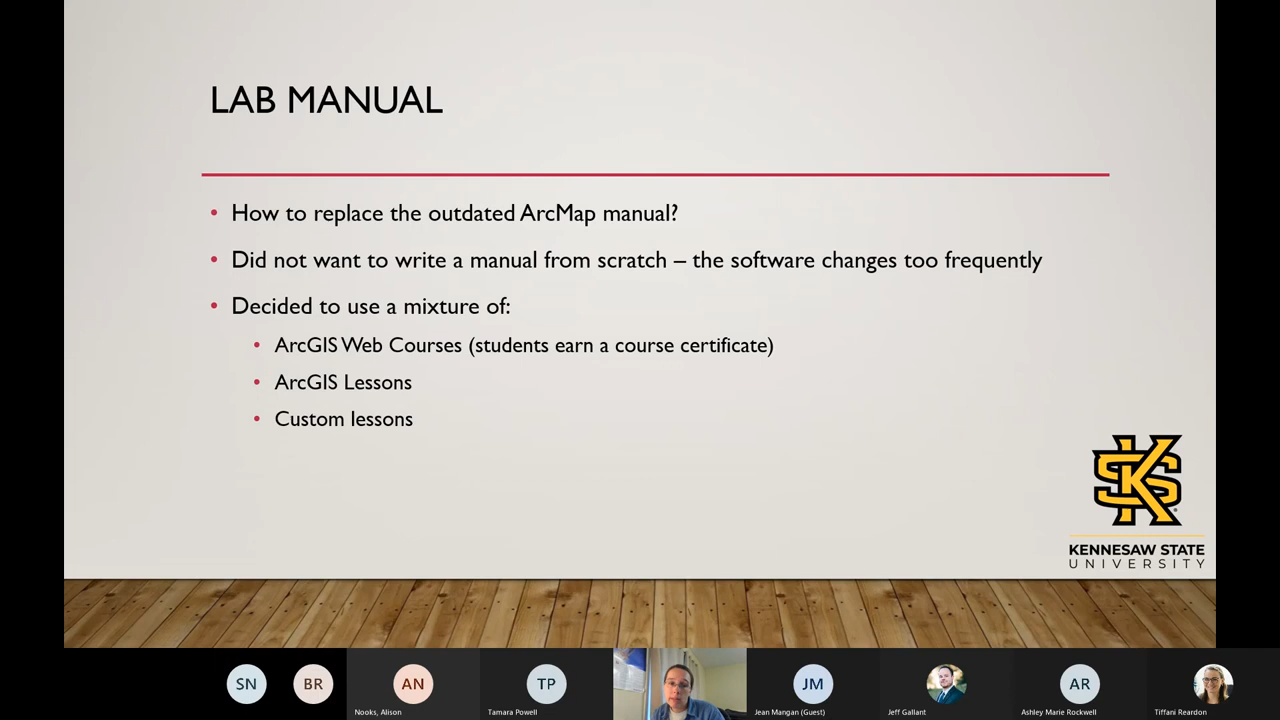 LAB MANUAL
• How to replace the outdated ArcMap manual?
• Did not want to write a manual from scratch – the software changes too frequently
• Decided to use a mixture of:
• ArcGIS Web Courses (students earn a course certificate)
• ArcGIS Lessons
• Custom lessons
KS
KENNESAW STATE
UNIVERSITY
SN
BR
AN
TP
JM
AR
Nooks, Alison
Tamara Powell
Jean Mangan (Guest)
Jeff Gallant
Ashley Marie Rockwell
Tiffani Reardon